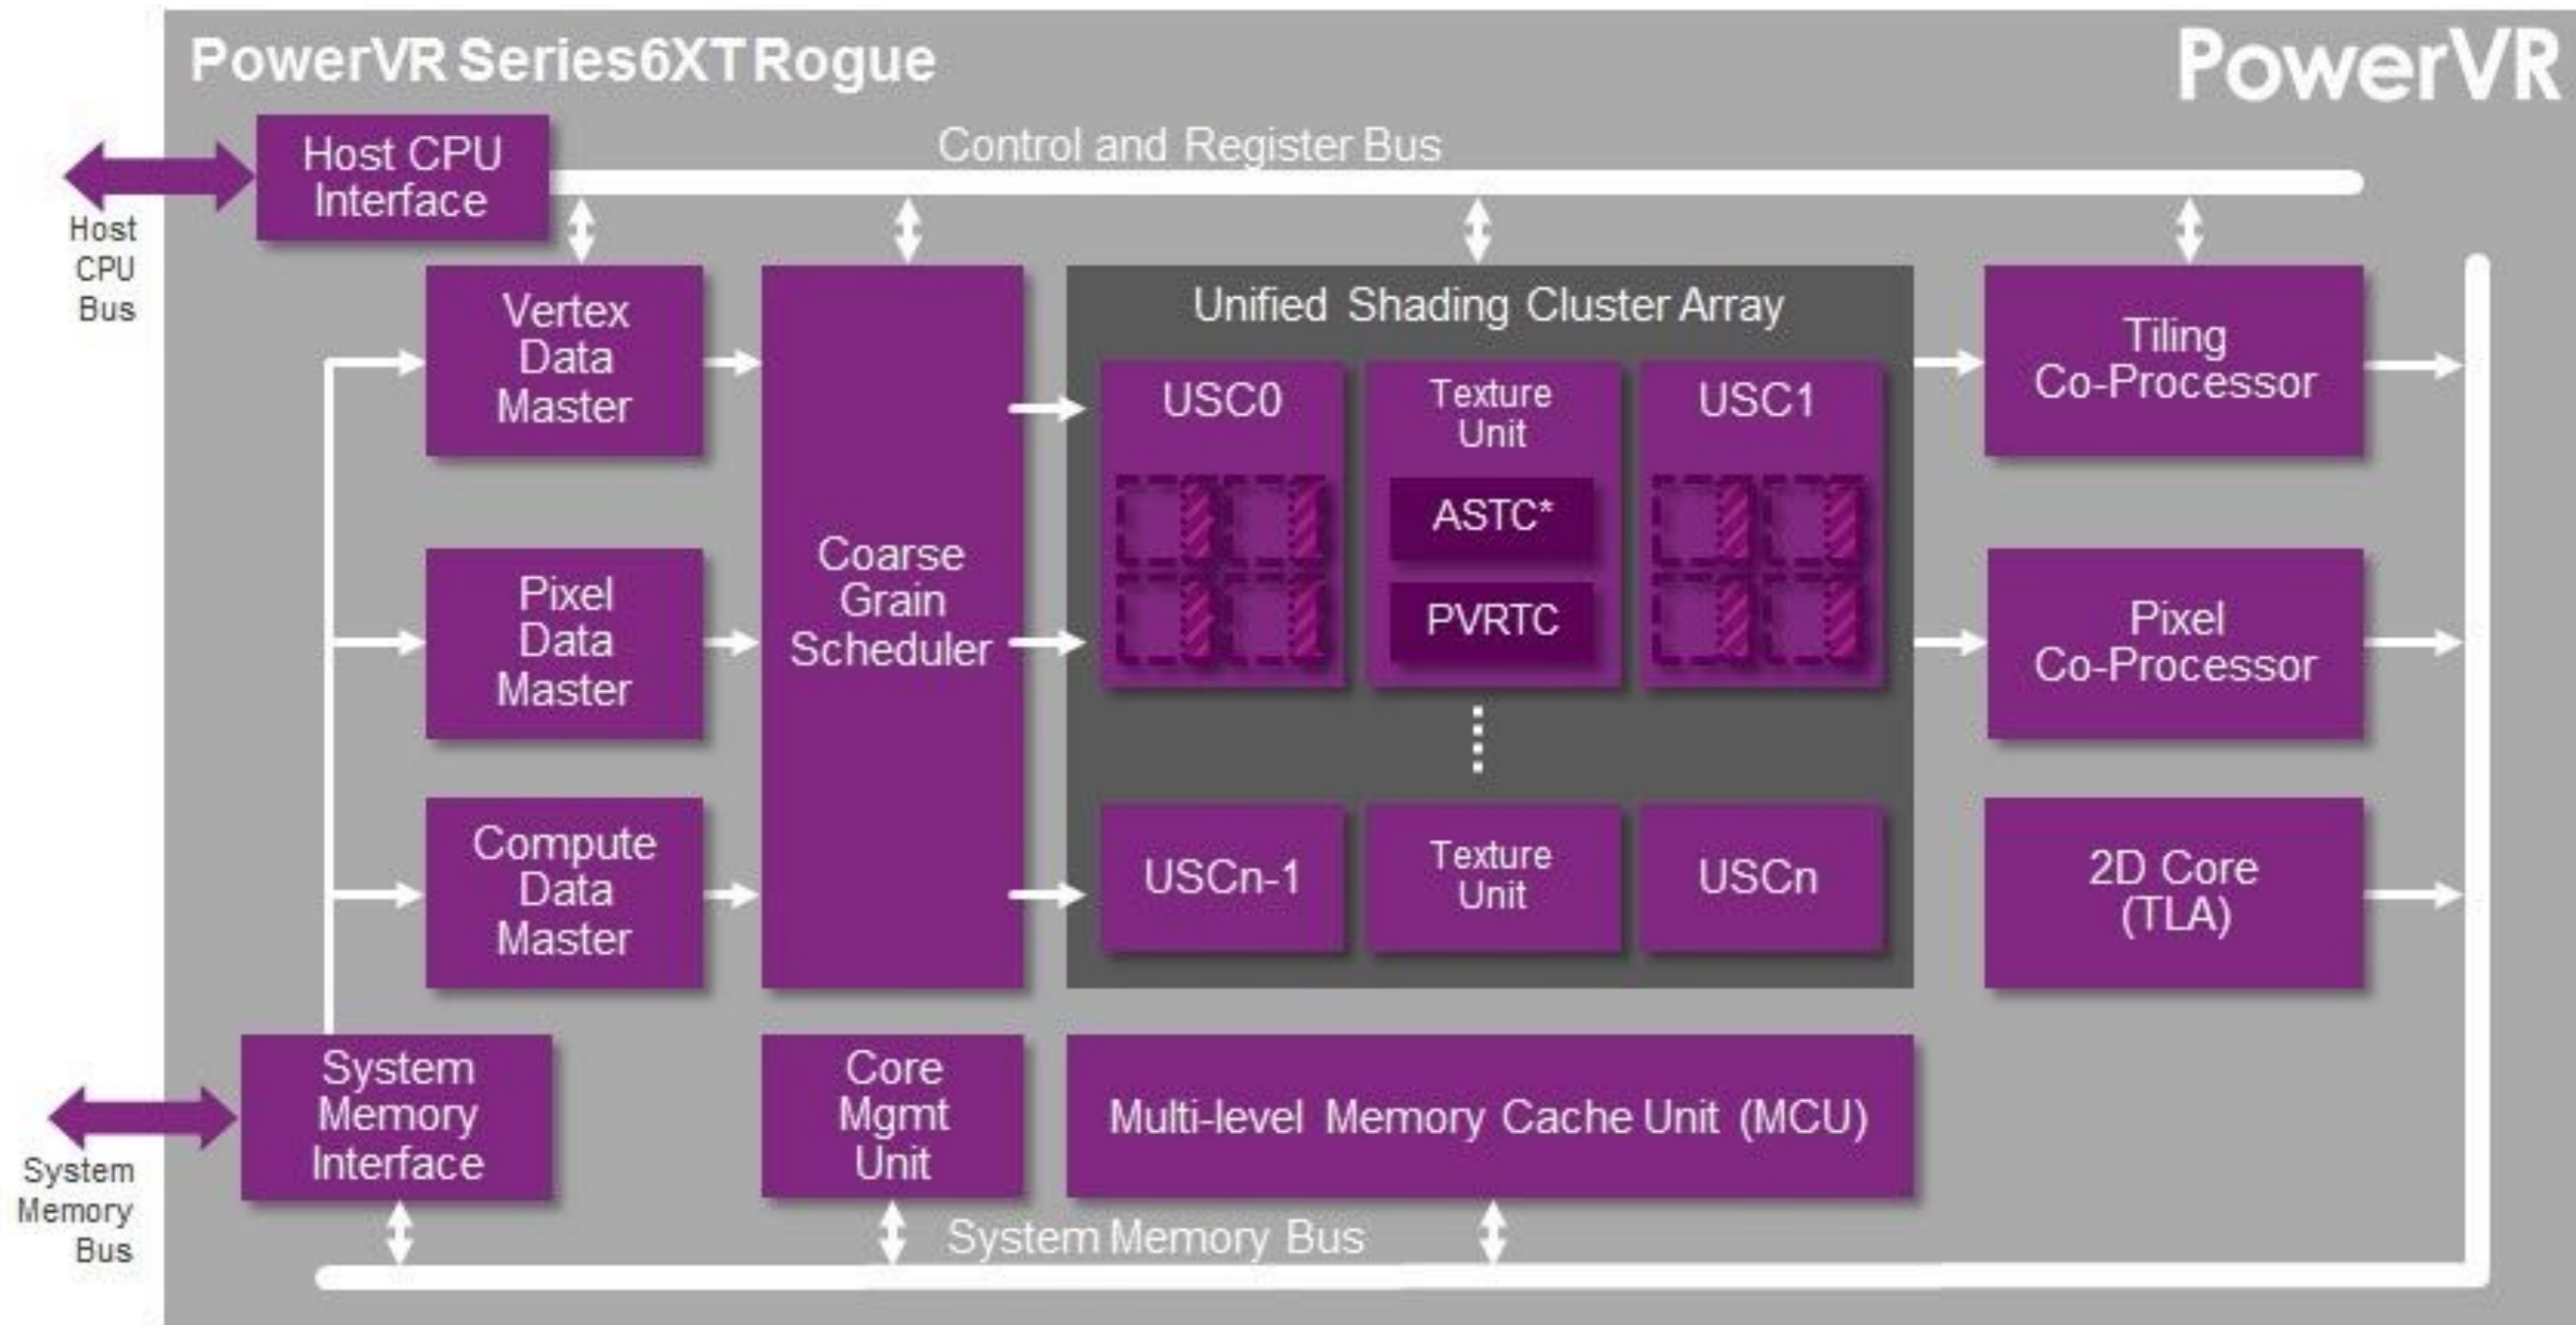 PowerVR Series6XT Rogue
PowerVR
Host CPU
Interface
Control and Register Bus
Host
CPU
Bus
Vertex
Data
Master
Pixel
Data
Master
Compute
Data
Master
Coarse
Grain
Scheduler
Unified Shading Cluster Array
USC0
Texture
Unit
ASTC*
PVRTC
USC1
USCn-1
Texture
Unit
USCn
Tiling
Co-Processor
Pixel
Co-Processor
2D Core
(TLA)
System
Memory
Interface
Core
Mgmt
Unit
Multi-level Memory Cache Unit (MCU)
System
Memory
Bus
System Memory Bus